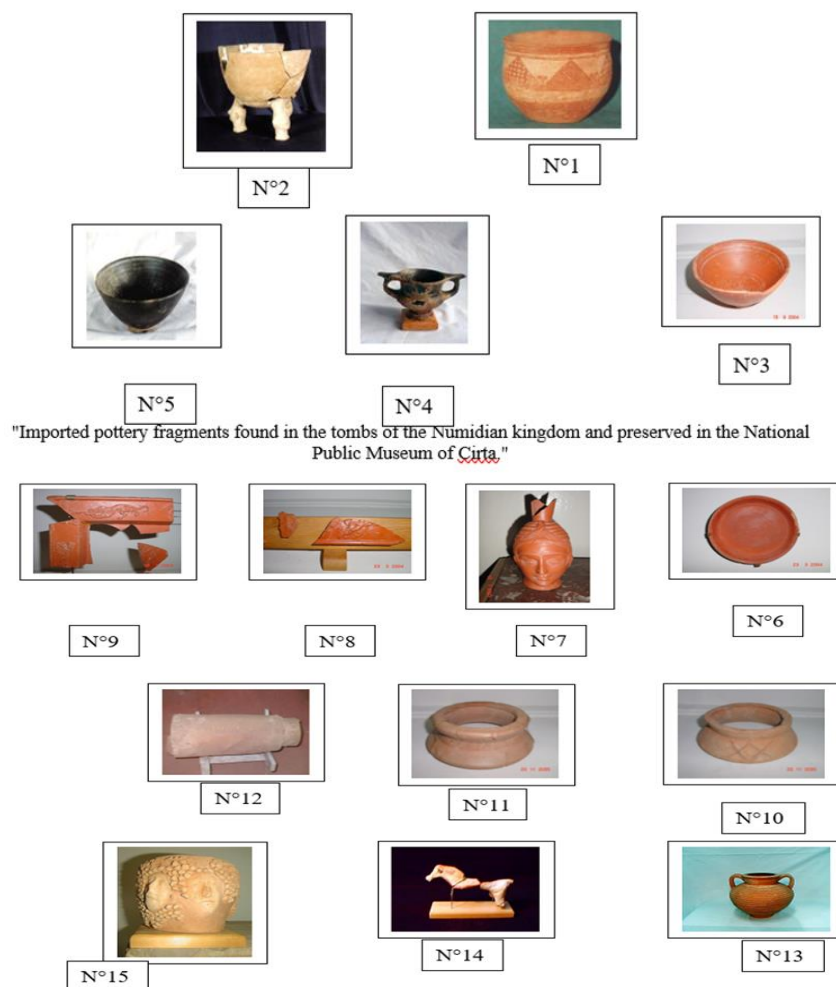 N°2
N°1
N°5
N°4
N°3
"Imported pottery fragments found in the tombs of the Numidian kingdom and preserved in the National
Public Museum of Cirta."
N°9
N°8
N°7
N°6
N°12
N°11
N°10
N°15
N°14
N°13